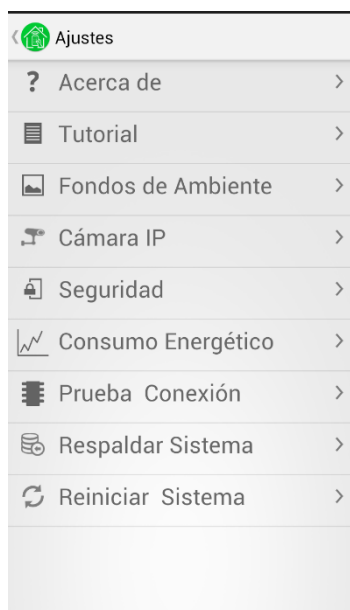 Ajustes
Acerca de
Tutorial
Fondos de Ambiente
Cámara IP
Seguridad
Consumo Energético
Prueba  Conexión
Respaldar Sistema
Reiniciar  Sistema